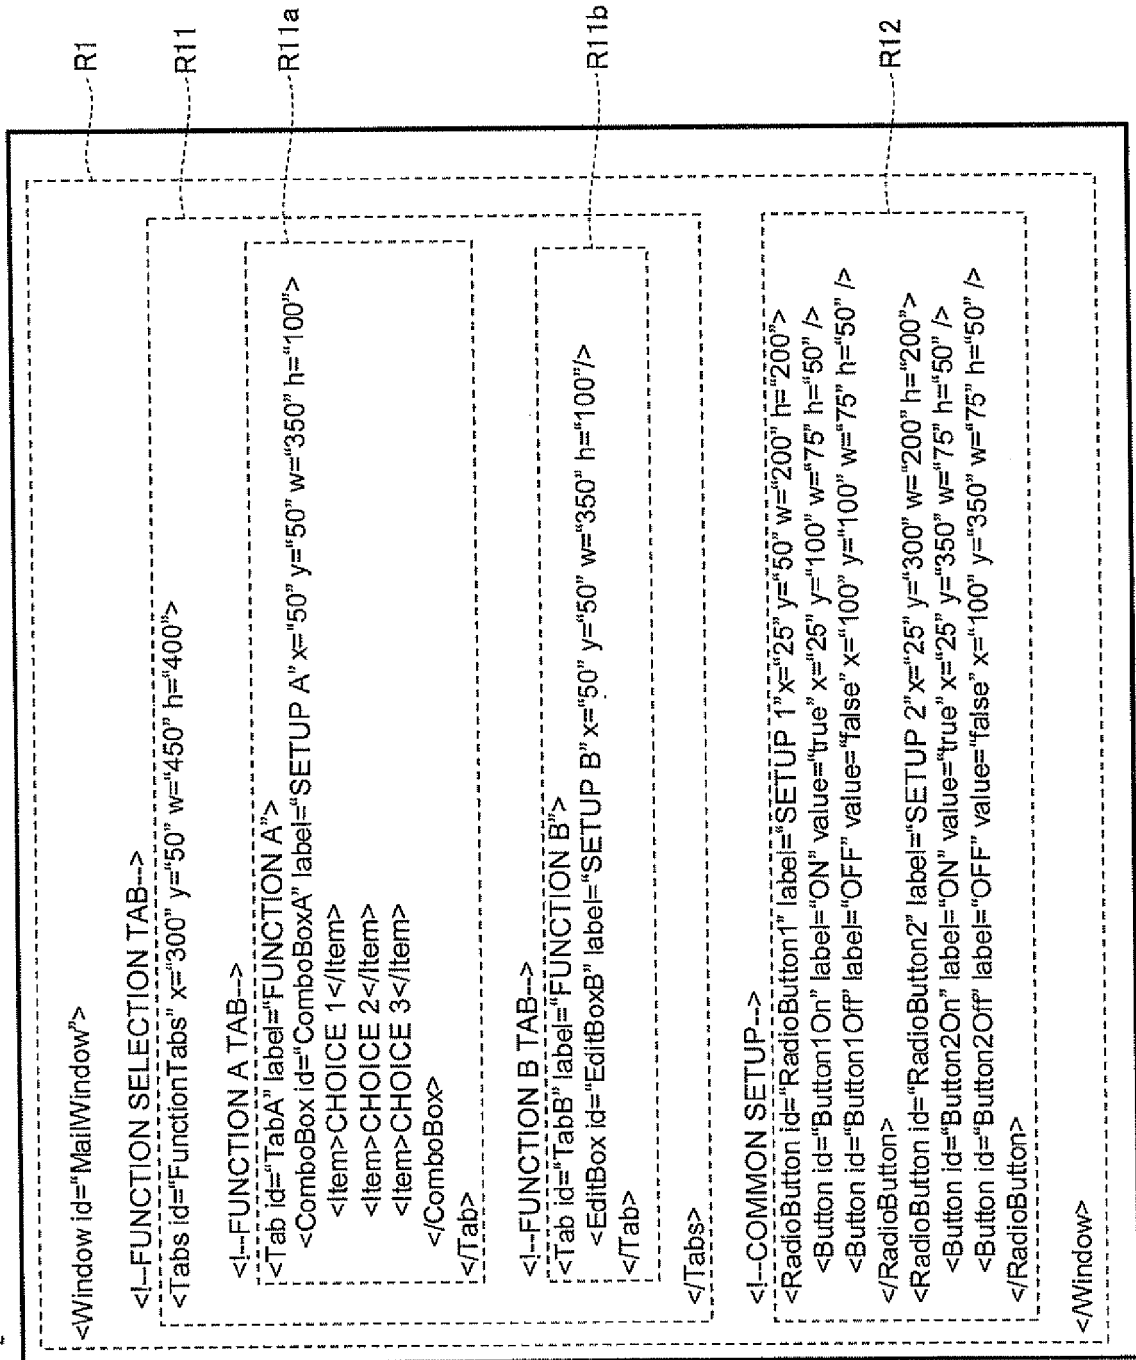 <Window id="MailWindow">
<!--FUNCTION SELECTION TAB--->
<Tabs id="FunctionTabs" x="300" y="50" w="450" h="400">
<!--FUNCTION A TAB--->
<Tab id="TabA" label="FUNCTION A">
<ComboBox id="ComboBoxA" label="SETUP A" x="50" y="50" w="350" h="100">
<Item>CHOICE 1</Item>
<Item>CHOICE 2</Item>
<Item>CHOICE 3</Item>
</ComboBox>
</Tab>
<!--FUNCTION B TAB--->
<Tab id="TabB" label="FUNCTION B">
<EditBox id="EditBoxB" label="SETUP B" x="50" y="50" w="350" h="100"/>
</Tab>
</Tabs>
<!--COMMON SETUP--->
<RadioButton id="RadioButton1" label="SETUP 1" x="25" y="50" w="200" h="200">
<Button id="Button1On" label="ON" value="true" x="25" y="100" w="75" h="50" />
<Button id="Button1Off" label="OFF" value="false" x="100" y="100" w="75" h="50" />
</RadioButton>
<RadioButton id="RadioButton2" label="SETUP 2" x="25" y="300" w="200" h="200">
<Button id="Button2On" label="ON" value="true" x="25" y="350" w="75" h="50" />
<Button id="Button2Off" label="OFF" value="false" x="100" y="350" w="75" h="50" />
</RadioButton>
</Window>
R1
R11
R11a
R11b
R12